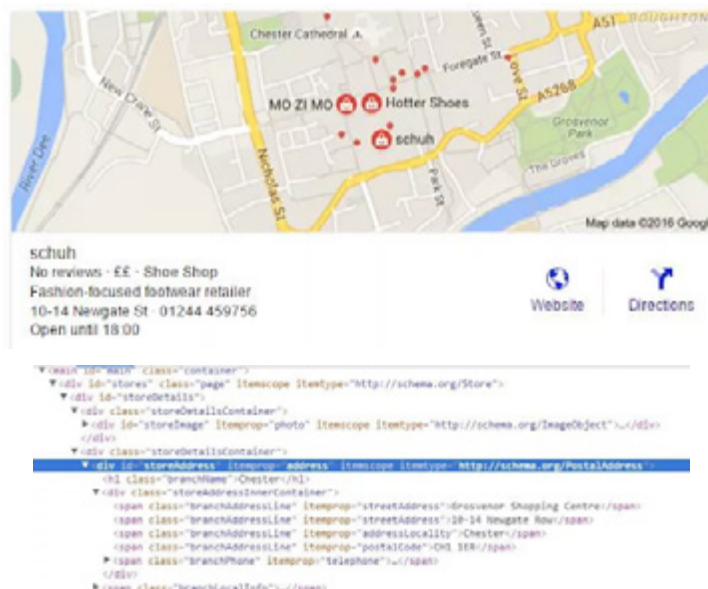 BOUGHTON
A51
Queen St
Chester Cathedral
Foregate St
Love St
New Crane St
A5268
MO ZI MO
Hotter Shoes
Grosvenor
Park
schuh
River Dee
Nicholas St
The Groves
Park St
Map data ©2016 Googl
schuh
No reviews · ££ · Shoe Shop
Fashion-focused footwear retailer
10-14 Newgate St · 01244 459756
Open until 18:00
Website
Directions
▼<main id="main" class="container">
▼<div id="stores" class="page" itemscope itemtype="http://schema.org/Store">
▼<div id="storeDetails">
▼<div class="storeDetailsContainer">
▶<div id="storeImage" itemprop="photo" itemscope itemtype="http://schema.org/ImageObject">…</div>
</div>
▼<div class="storeDetailsContainer">
▼<div id="storeAddress" itemprop="address" itemscope itemtype="http://schema.org/PostalAddress">
<h1 class="branchName">Chester</h1>
▼<div class="storeAddressInnerContainer">
<span class="branchAddressLine" itemprop="streetAddress">Grosvenor Shopping Centre</span>
<span class="branchAddressLine" itemprop="streetAddress">10-14 Newgate Row</span>
<span class="branchAddressLine" itemprop="addressLocality">Chester</span>
<span class="branchAddressLine" itemprop="postalCode">CH1 1ER</span>
▶<span class="branchPhone" itemprop="telephone">…</span>
</div>
▶<span class="branchLocalInfo">…</span>